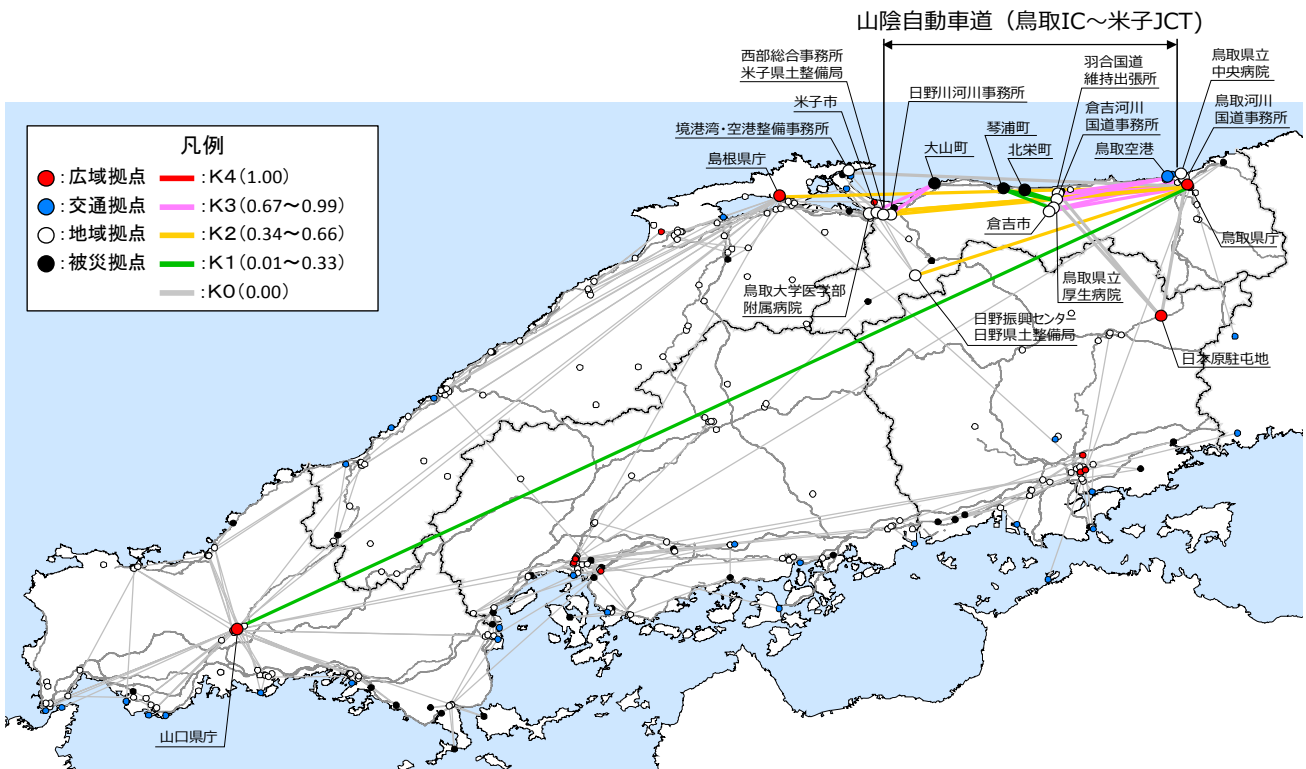 山陰自動車道（鳥取IC～米子JCT)
西部総合事務所
米子県土整備局
日野川河川事務所
米子市
境港湾・空港整備事務所
島根県庁
大山町
琴浦町
北栄町
羽合国道
維持出張所
倉吉河川
国道事務所
鳥取空港
鳥取県立
中央病院
鳥取河川
国道事務所
凡例
：広域拠点
：K4(1.00)
：交通拠点
：K3(0.67～0.99)
：地域拠点
：K2(0.34～0.66)
：被災拠点
：K1(0.01～0.33)
：K0(0.00)
倉吉市
鳥取県庁
鳥取大学医学部
附属病院
鳥取県立
厚生病院
日野振興センター
日野県土整備局
日本原駐屯地
山口県庁